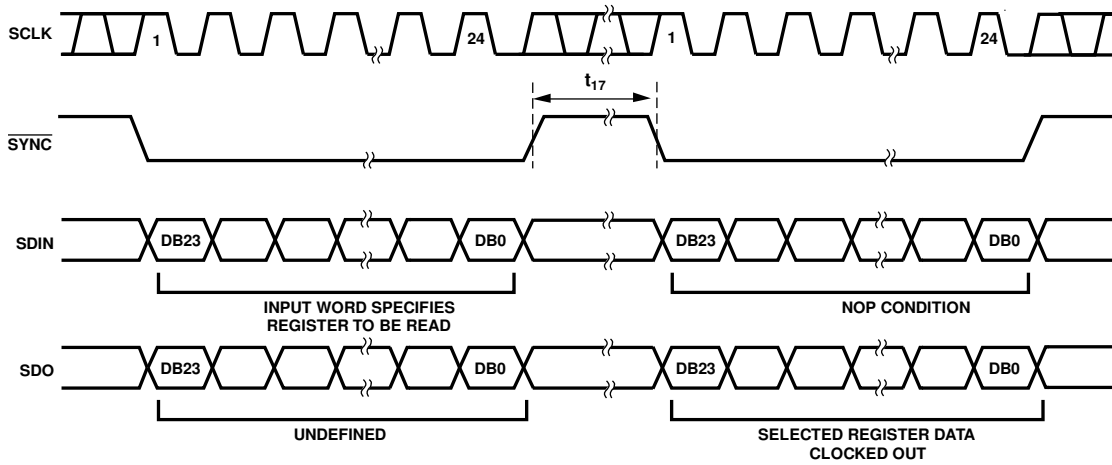 SCLK
1
24
1
24
t17
SYNC
SDIN
DB23
DB0
DB23
DB0
INPUT WORD SPECIFIES
REGISTER TO BE READ
NOP CONDITION
SDO
DB23
DB0
DB23
DB0
UNDEFINED
SELECTED REGISTER DATA
CLOCKED OUT